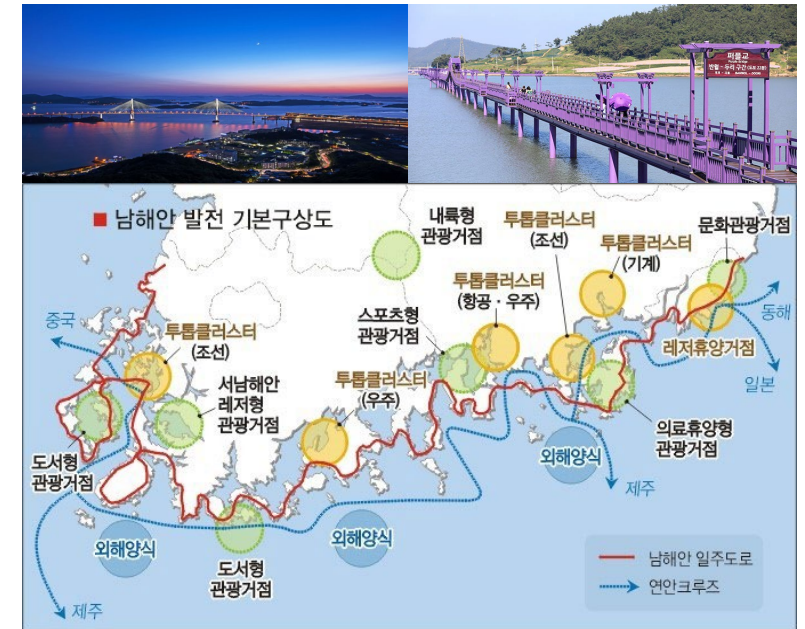 퍼플교
■ 남해안 발전 기본구상도
내륙형
관광거점
투톱클러스터
(조선)
투톱클러스터
(기계)
문화관광거점
투톱클러스터
(항공·우주)
스포츠형
관광거점
중국
투톱클러스터
(조선)
동해
레저휴양거점
일본
서남해안
레저형
관광거점
투톱클러스터
(우주)
의료휴양형
관광거점
도서형
관광거점
외해양식
제주
외해양식
외해양식
도서형
관광거점
제주
남해안 일주도로
연안크루즈